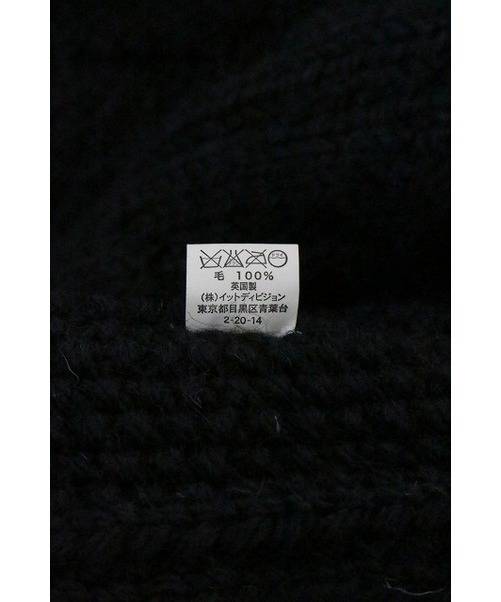 毛 100%
英国製
(株)イットディビジョン
東京都目黒区青葉台
2-20-14